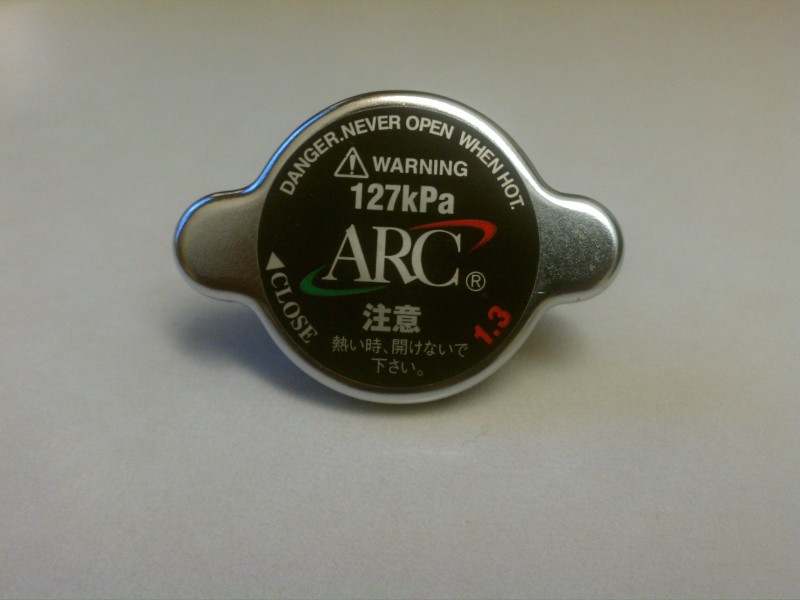 DANGER.NEVER OPEN WHEN HOT.
WARNING
127kPa
ARC®
◀CLOSE
1.3
注意
熱い時、開けないで
下さい。